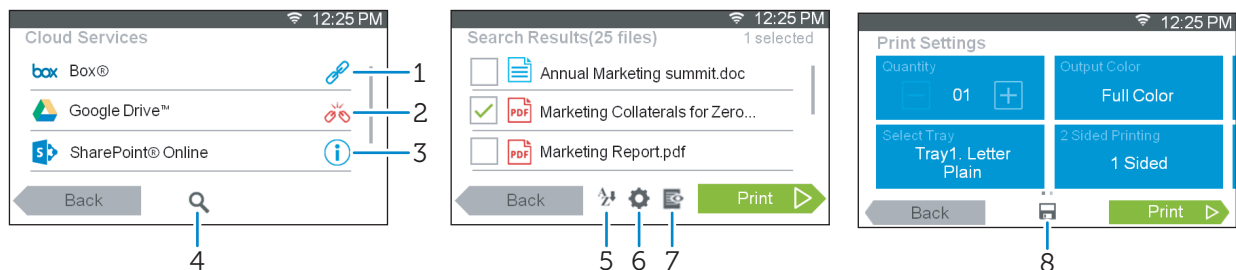 12:25 PM
Cloud Services
box Box®
1
Google Drive™
2
S SharePoint® Online
3
Back
4
12:25 PM
Search Results(25 files) 1 selected
Annual Marketing summit.doc
PDF Marketing Collaterals for Zero...
PDF Marketing Report.pdf
AZ
Back Print
5 6 7
12:25 PM
Print Settings
Quantity Output Color
01 Full Color
Select Tray 2 Sided Printing
Tray1. Letter
Plain
1 Sided
Back Print
8